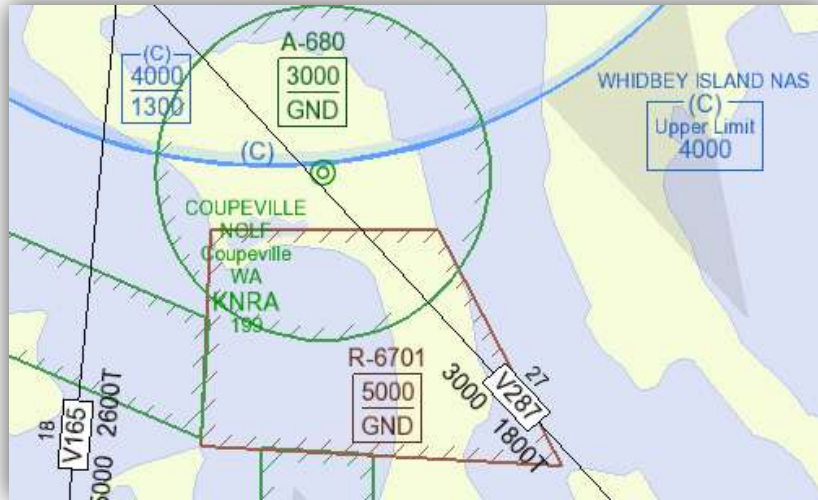 A-680
3000
GND
(C)
4000
1300
WHIDBEY ISLAND NAS
(C)
Upper Limit
4000
(C)
COUPEVILLE
NOLF
Coupeville
WA
KNRA
199
R-6701
5000
GND
27
V287
3000 1800T
18
V165
5000 2600T